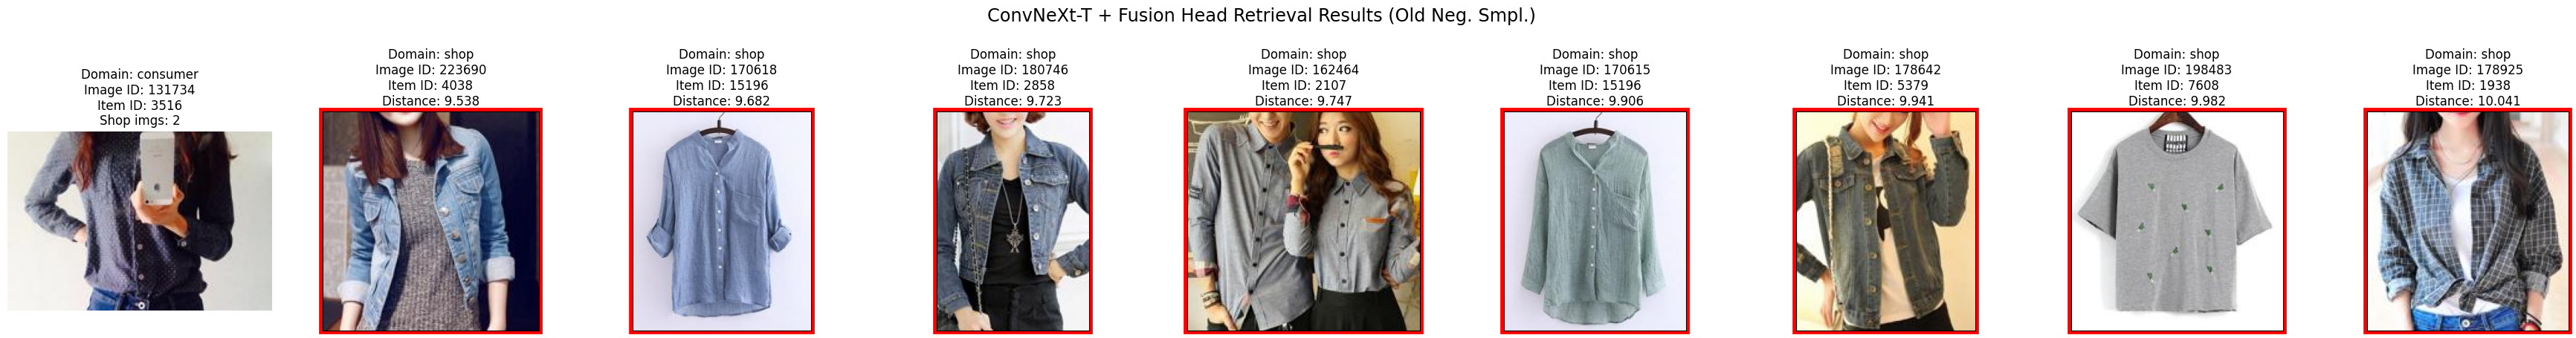 ConvNeXt-T + Fusion Head Retrieval Results (Old Neg. Smpl.)
Domain: consumer
Image ID: 131734
Item ID: 3516
Shop imgs: 2
Domain: shop
Image ID: 223690
Item ID: 4038
Distance: 9.538
Domain: shop
Image ID: 170618
Item ID: 15196
Distance: 9.682
Domain: shop
Image ID: 180746
Item ID: 2858
Distance: 9.723
Domain: shop
Image ID: 162464
Item ID: 2107
Distance: 9.747
Domain: shop
Image ID: 170615
Item ID: 15196
Distance: 9.906
Domain: shop
Image ID: 178642
Item ID: 5379
Distance: 9.941
Domain: shop
Image ID: 198483
Item ID: 7608
Distance: 9.982
Domain: shop
Image ID: 178925
Item ID: 1938
Distance: 10.041